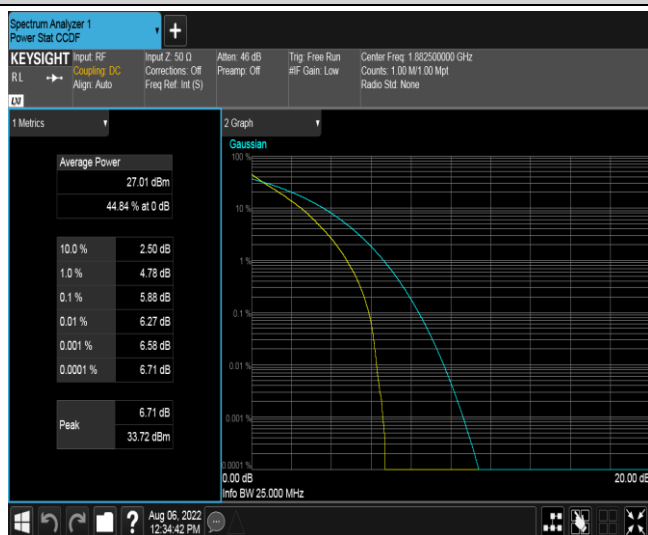 Spectrum Analyzer 1
Power Stat CCDF
KEYSIGHT
RL
LXI
Input: RF
Coupling: DC
Align: Auto
Input Z: 50 Ω
Corrections: Off
Freq Ref: Int (S)
Atten: 46 dB
Preamp: Off
Trig: Free Run
#IF Gain: Low
Center Freq: 1.882500000 GHz
Counts: 1.00 M/1.00 Mpt
Radio Std: None
1 Metrics
Average Power
27.01 dBm
44.84 % at 0 dB
10.0 % 2.50 dB
1.0 % 4.78 dB
0.1 % 5.88 dB
0.01 % 6.27 dB
0.001 % 6.58 dB
0.0001 % 6.71 dB
Peak
6.71 dB
33.72 dBm
2 Graph
Gaussian
100 %
10 %
1 %
0.1 %
0.01 %
0.001 %
0.0001 %
0.00 dB 20.00 dB
Info BW 25.000 MHz
?
Aug 06, 2022
12:34:42 PM